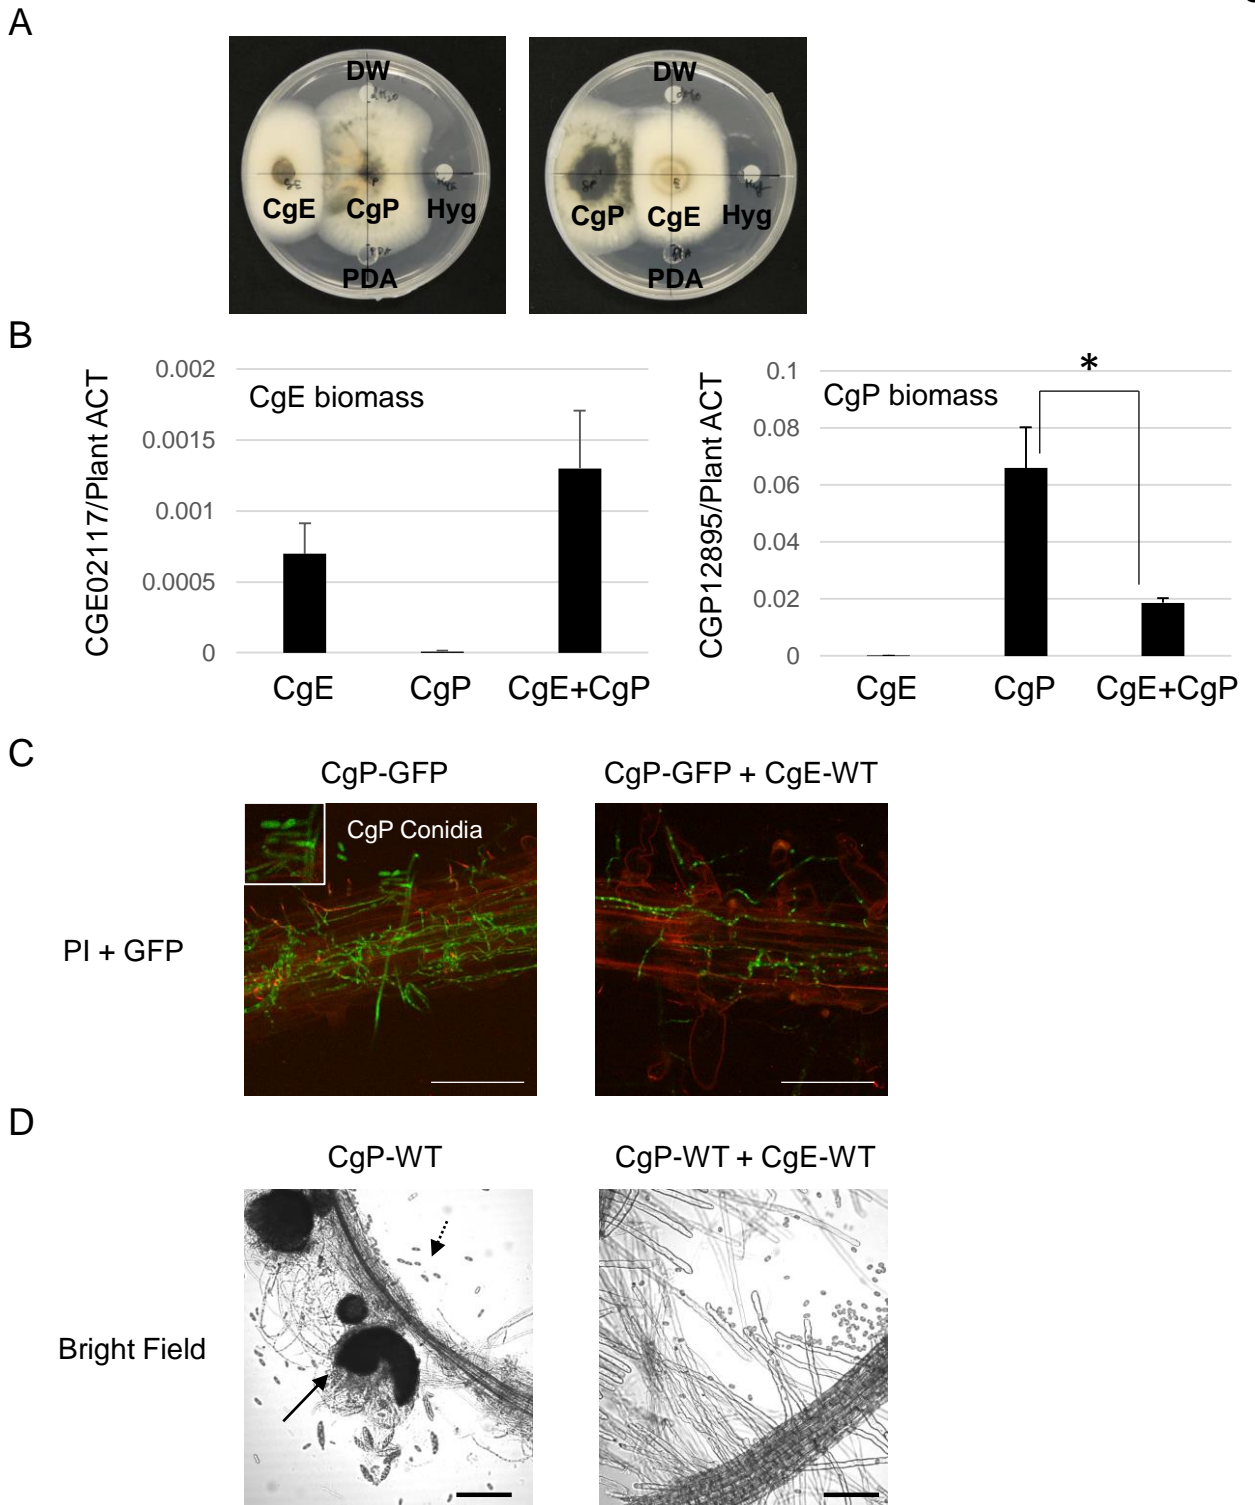 A
DW
CgE CgP Hyg
PDA
DW
CgP CgE Hyg
PDA
B
CGE02117/Plant ACT
0.002
0.0015
0.001
0.0005
0
CgE biomass
CgE CgP CgE+CgP
CGP12895/Plant ACT
0.1
0.08
0.06
0.04
0.02
0
CgP biomass
*
CgE CgP CgE+CgP
C
CgP-GFP CgP-GFP + CgE-WT
CgP Conidia
PI + GFP
D
CgP-WT CgP-WT + CgE-WT
Bright Field